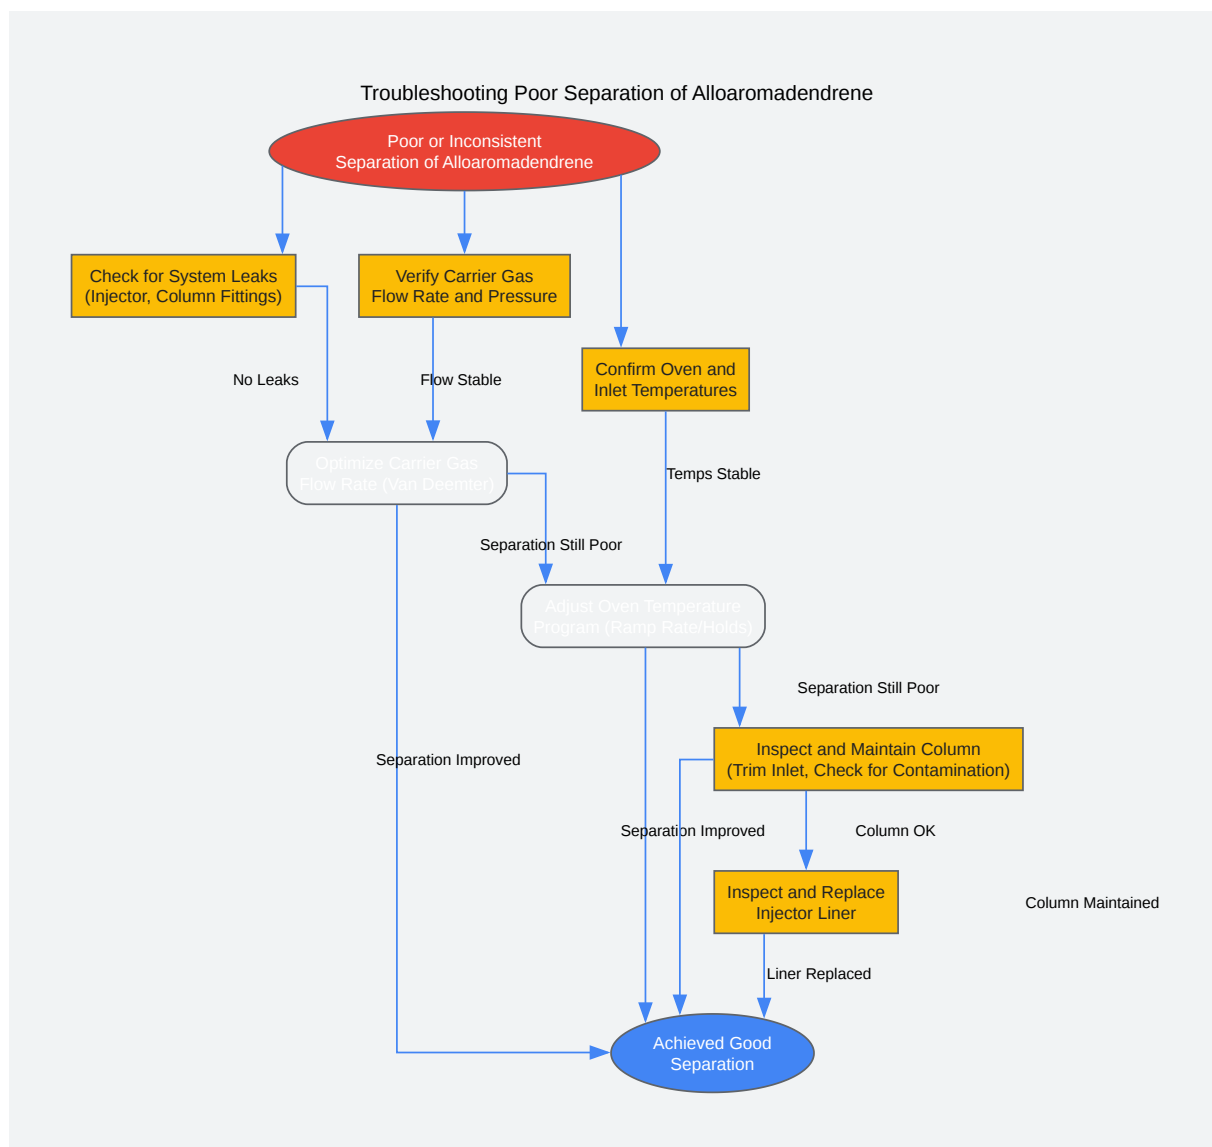 Troubleshooting Poor Separation of Alloaromadendrene
Poor or Inconsistent
Separation of Alloaromadendrene
Check for System Leaks
(Injector, Column Fittings)
Verify Carrier Gas
Flow Rate and Pressure
Confirm Oven and
Inlet Temperatures
No Leaks
Flow Stable
Optimize Carrier Gas
Flow Rate (Van Deemter)
Temps Stable
Separation Still Poor
Adjust Oven Temperature
Program (Ramp Rate/Holds)
Separation Still Poor
Inspect and Maintain Column
(Trim Inlet, Check for Contamination)
Separation Improved
Separation Improved
Column OK
Inspect and Replace
Injector Liner
Column Maintained
Liner Replaced
Achieved Good
Separation